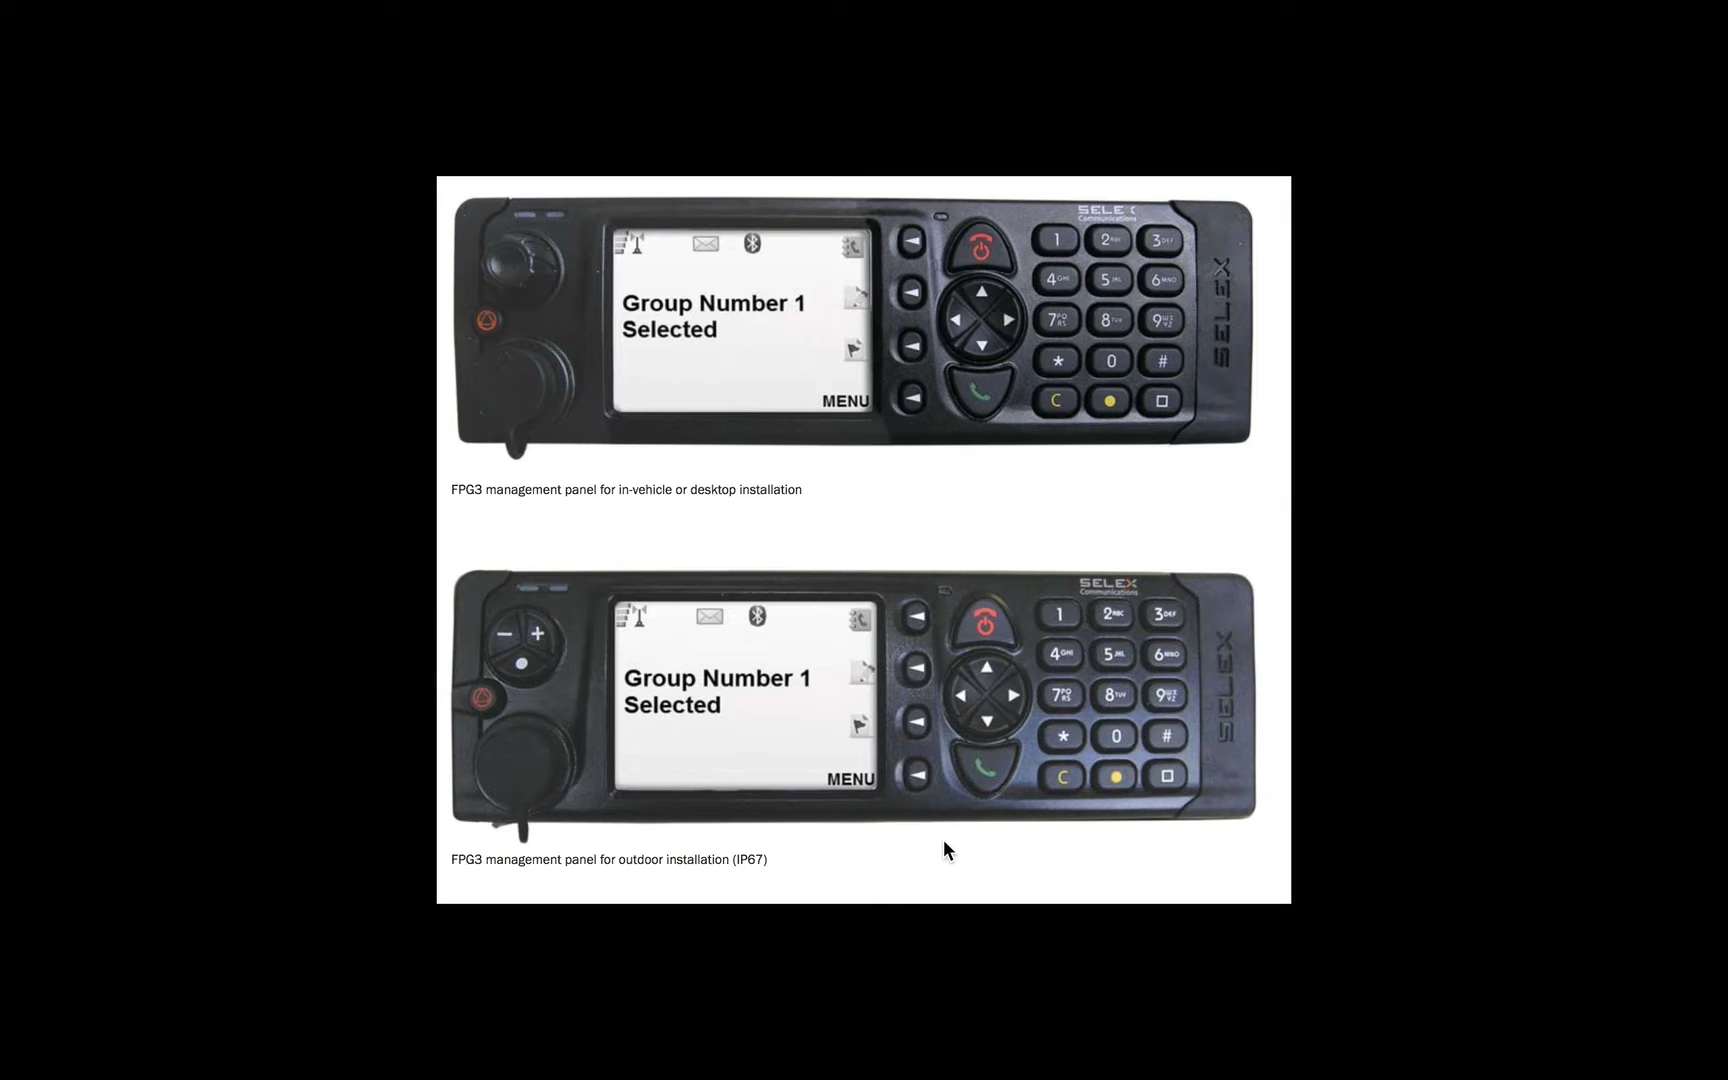 SELEX
Communications
Group Number 1
Selected
MENU
1 2ABC 3DEF
4GHI 5JKL 6MNO
7PQRS 8TUV 9WXYZ
* 0 #
C
SELEX
FPG3 management panel for in-vehicle or desktop installation
SELEX
Communications
- +
Group Number 1
Selected
MENU
1 2ABC 3DEF
4GHI 5JKL 6MNO
7PQRS 8TUV 9WXYZ
* 0 #
C
SELEX
FPG3 management panel for outdoor installation (IP67)